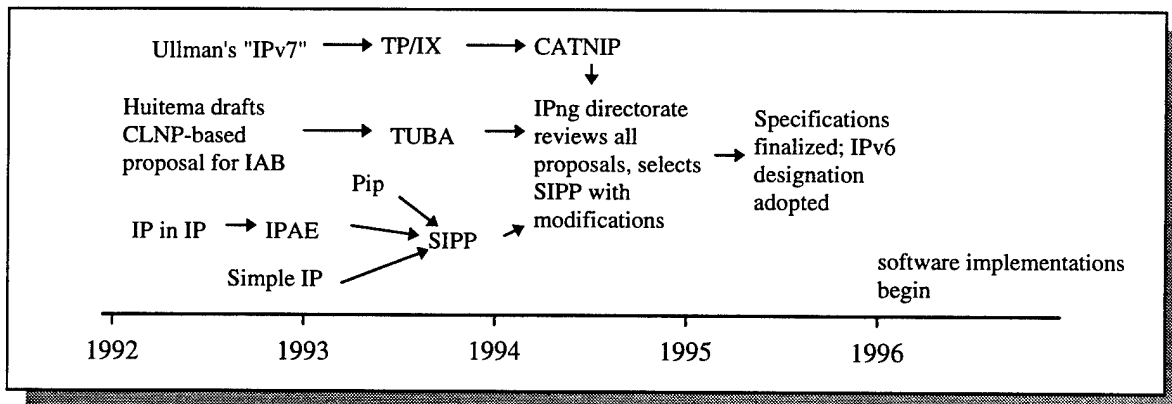 Ullman's "IPv7"
TP/IX
CATNIP
Huitema drafts
CLNP-based
proposal for IAB
TUBA
IPng directorate
reviews all
proposals, selects
SIPP with
modifications
Specifications
finalized; IPv6
designation
adopted
Pip
IP in IP
IPAE
SIPP
Simple IP
software implementations
begin
1992
1993
1994
1995
1996